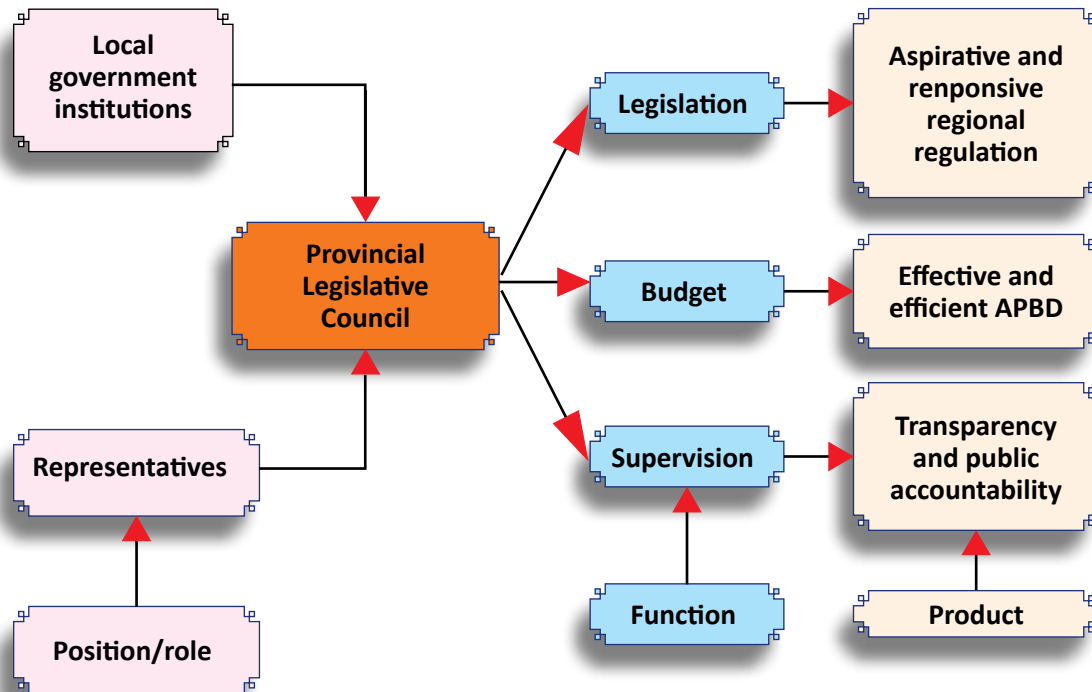 Local
government
institutions
Provincial
Legislative
Council
Representatives
Position/role
Legislation
Budget
Supervision
Function
Aspirative and
renponsive
regional
regulation
Effective and
efficient APBD
Transparency
and public
accountability
Product